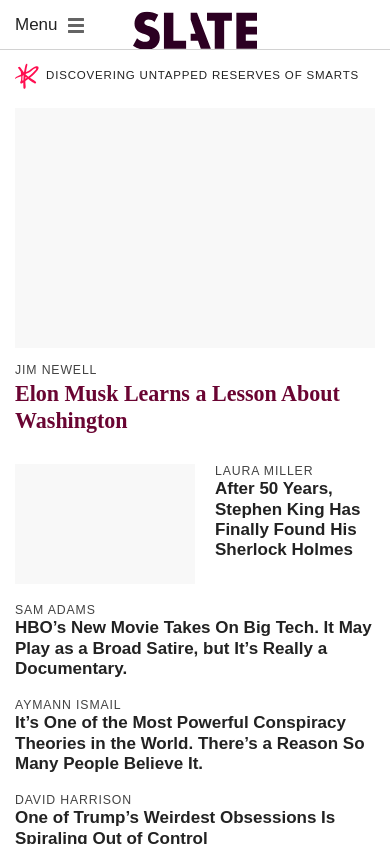 Menu
SLATE
DISCOVERING UNTAPPED RESERVES OF SMARTS
JIM NEWELL
Elon Musk Learns a Lesson About
Washington
LAURA MILLER
After 50 Years,
Stephen King Has
Finally Found His
Sherlock Holmes
SAM ADAMS
HBO’s New Movie Takes On Big Tech. It May
Play as a Broad Satire, but It’s Really a
Documentary.
AYMANN ISMAIL
It’s One of the Most Powerful Conspiracy
Theories in the World. There’s a Reason So
Many People Believe It.
DAVID HARRISON
One of Trump’s Weirdest Obsessions Is
Spiraling Out of Control